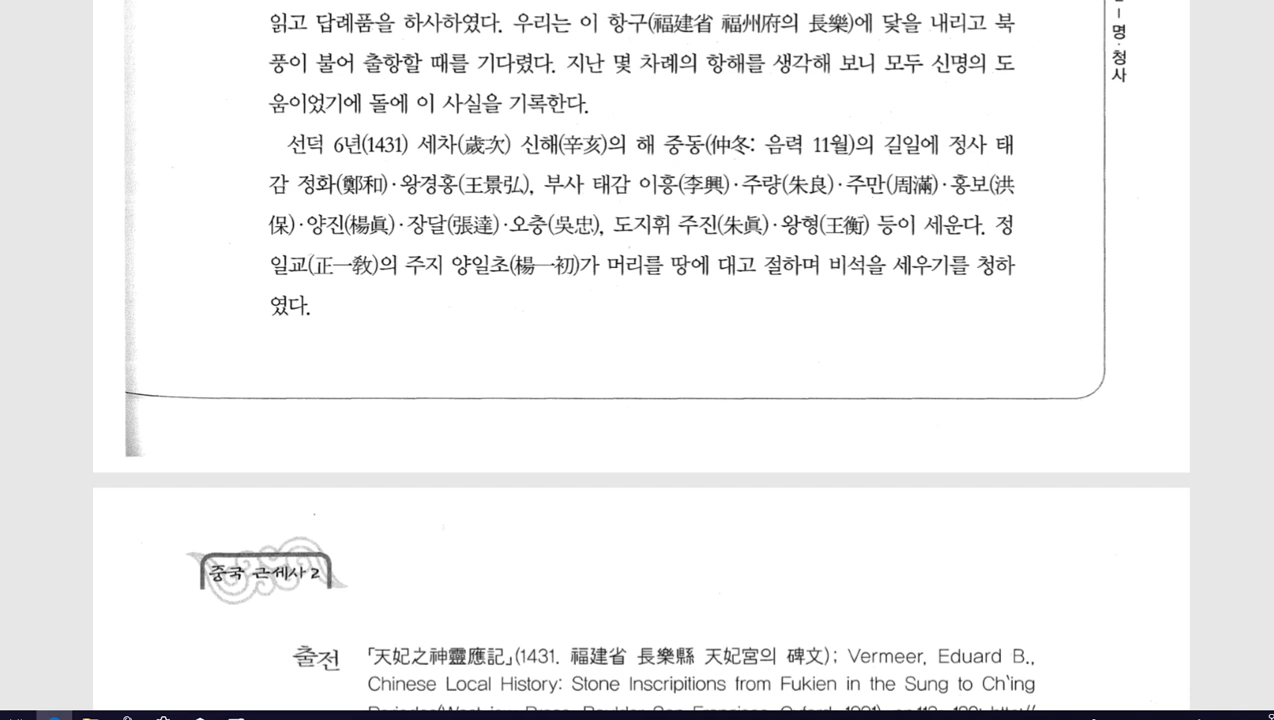 읽고 답례품을 하사하였다. 우리는 이 항구(福建省 福州府의 長樂)에 닻을 내리고 북
풍이 불어 출항할 때를 기다렸다. 지난 몇 차례의 항해를 생각해 보니 모두 신명의 도
움이었기에 돌에 이 사실을 기록한다.
선덕 6년(1431) 세차(歲次) 신해(辛亥)의 해 중동(仲冬: 음력 11월)의 길일에 정사 태
감 정화(鄭和)·왕경홍(王景弘), 부사 태감 이흥(李興)·주량(朱良)·주만(周滿)·홍보(洪
保)·양진(楊眞)·장달(張達)·오충(吳忠), 도지휘 주진(朱眞)·왕형(王衡) 등이 세운다. 정
일교(正一敎)의 주지 양일초(楊一初)가 머리를 땅에 대고 절하며 비석을 세우기를 청하
였다.
명·청사
중국 근세사 2
출전 「天妃之神靈應記」(1431. 福建省 長樂縣 天妃宮의 碑文); Vermeer, Eduard B.,
Chinese Local History: Stone Inscripitions from Fukien in the Sung to Ch'ing